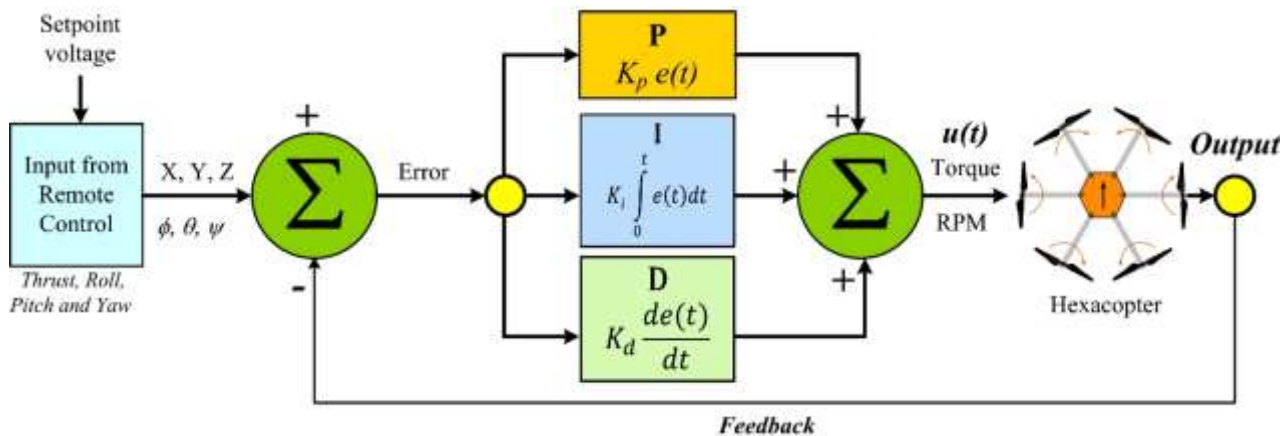 Setpoint
voltage
Input from
Remote
Control
Thrust, Roll,
Pitch and Yaw
X, Y, Z
ϕ, θ, ψ
+
Σ
-
Error
P
K_p e(t)
I
K_i ∫_0^t e(t)dt
D
K_d de(t)/dt
+
+
+
Σ
u(t)
Torque
RPM
Hexacopter
Output
Feedback